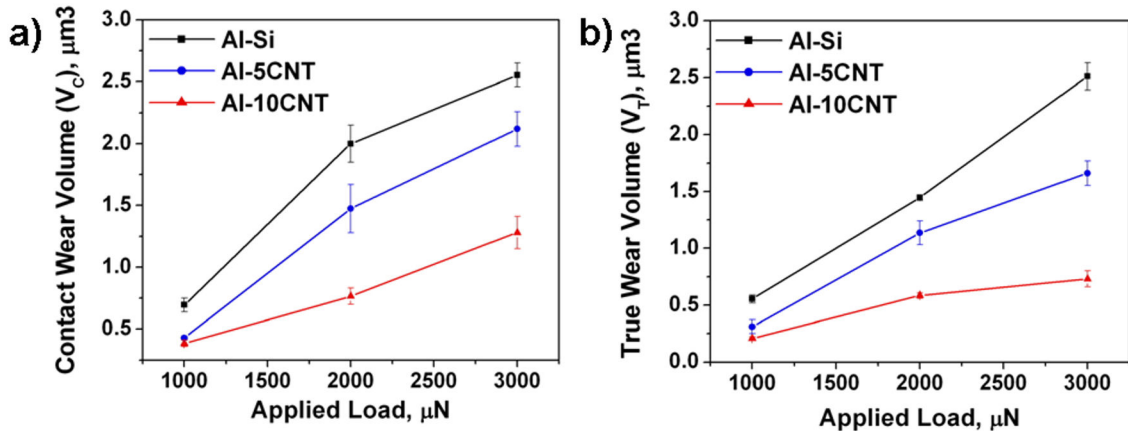 a)
Contact Wear Volume (V_C), μm3
3.0
2.5
2.0
1.5
1.0
0.5
Al-Si
Al-5CNT
Al-10CNT
1000 1500 2000 2500 3000
Applied Load, μN
b)
True Wear Volume (V_T), μm3
3.0
2.5
2.0
1.5
1.0
0.5
0.0
Al-Si
Al-5CNT
Al-10CNT
1000 1500 2000 2500 3000
Applied Load, μN